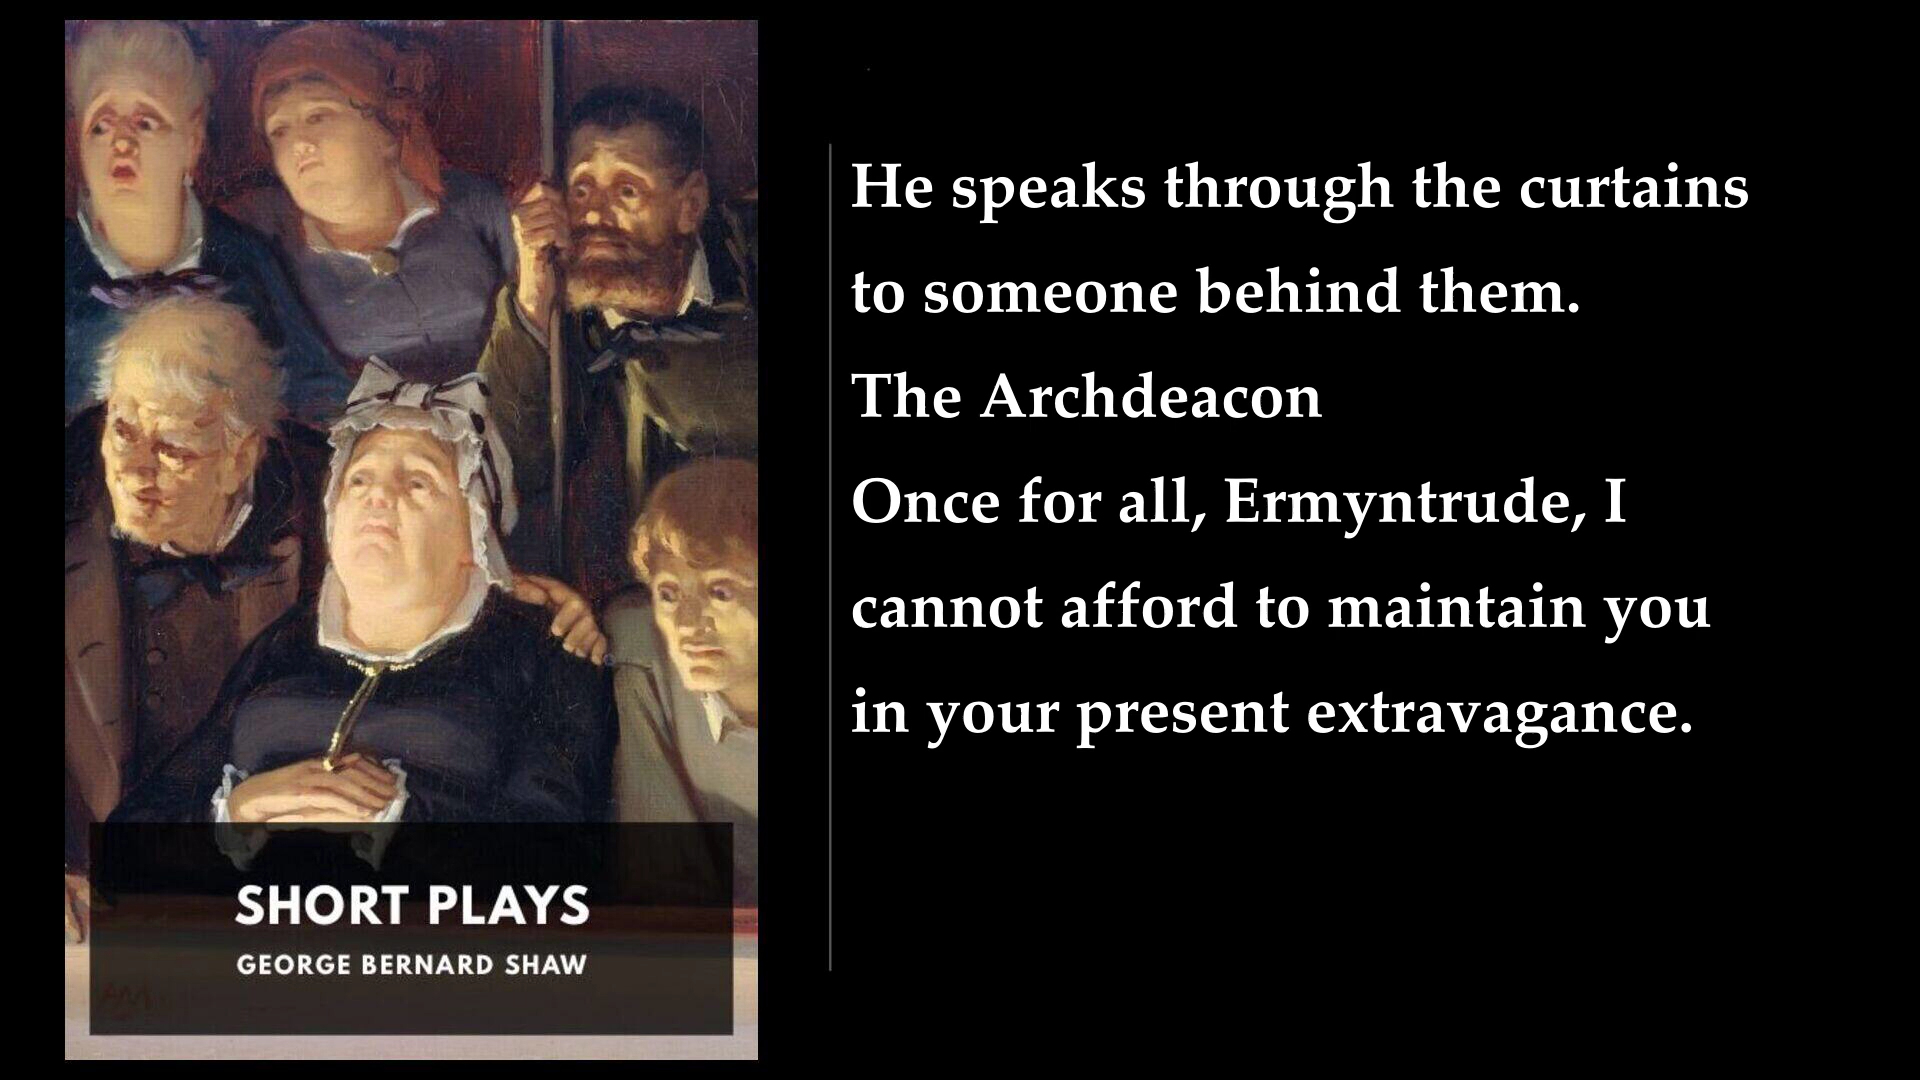 He speaks through the curtains
to someone behind them.
The Archdeacon
Once for all, Ermyntrude, I
cannot afford to maintain you
in your present extravagance.
SHORT PLAYS
GEORGE BERNARD SHAW